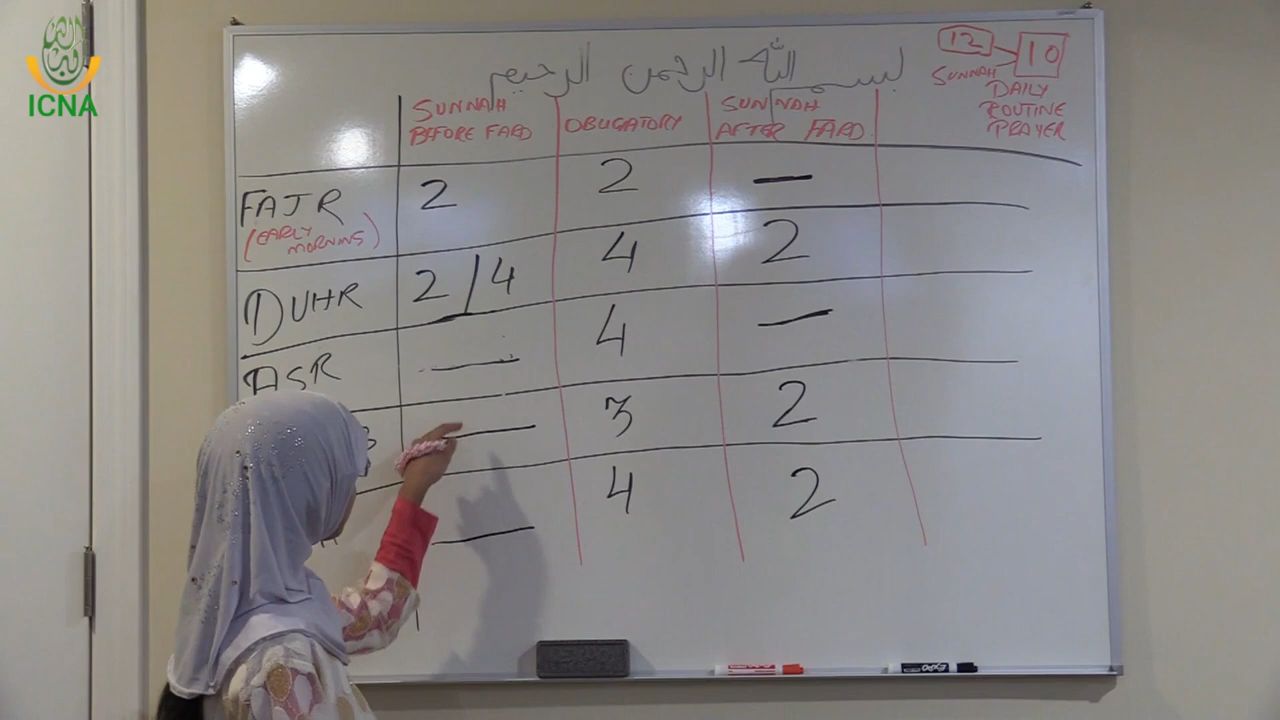 ICNA
بسم الله الرحمن الرحيم
12
10
SUNNAH
DAILY
ROUTINE
PRAYER
SUNNAH
BEFORE FARD
OBLIGATORY
SUNNAH
AFTER FARD
FAJR 2 2 —
(EARLY
MORNING)
DUHR 2/4 4 2
ASR — 4 —
— 3 2
— 4 2
EXPO